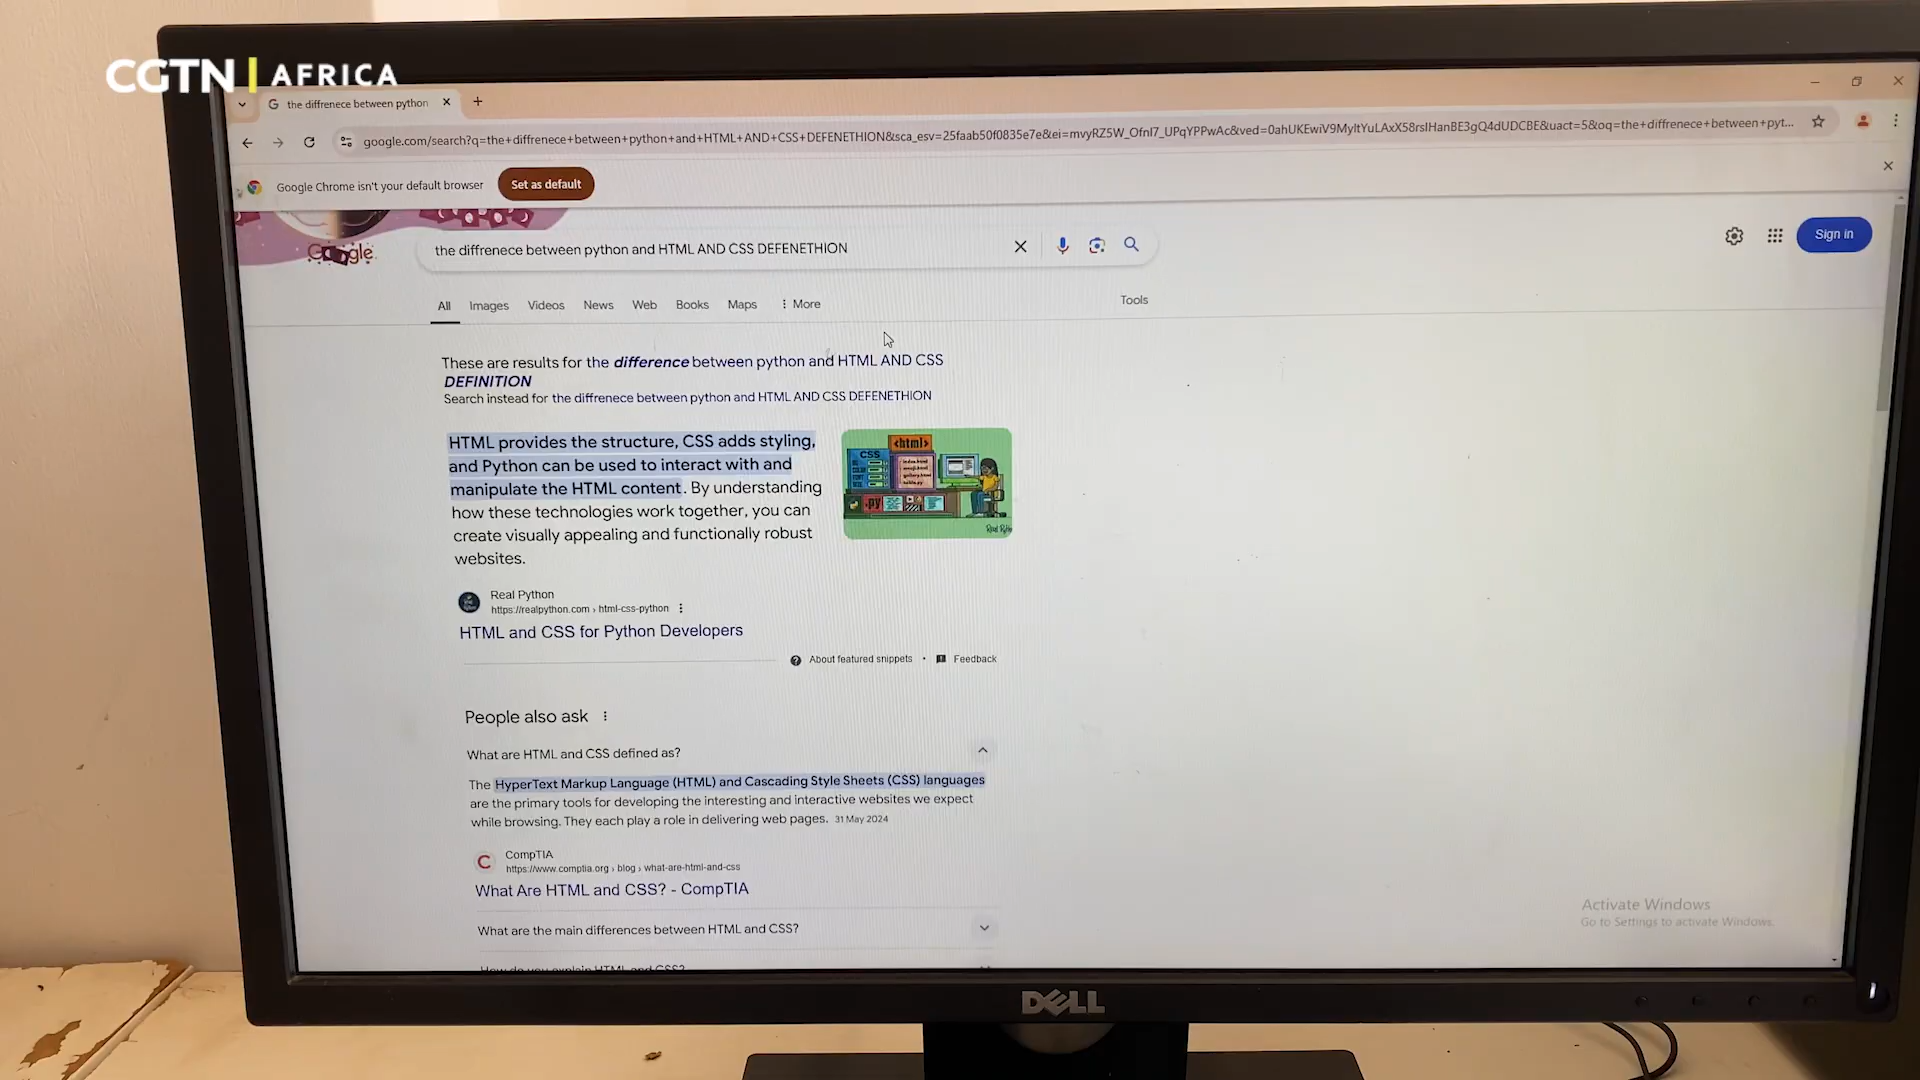 CGTN AFRICA
the diffrenece between python
google.com/search?q=the+diffrenece+between+python+and+HTML+AND+CSS+DEFENETHION&sca_esv=25faab50f0835e7e&ei=mvyRZ5W_OfnI7_UPqYPPwAc&ved=0ahUKEwiV9MyltYuLAxX58rsIHanBE3gQ4dUDCBE&uact=5&oq=the+diffrenece+between+pyt...
Google Chrome isn't your default browser
Set as default
Google
the diffrenece between python and HTML AND CSS DEFENETHION
Sign in
All Images Videos News Web Books Maps More Tools
These are results for the difference between python and HTML AND CSS
DEFINITION
Search instead for the diffrenece between python and HTML AND CSS DEFENETHION
HTML provides the structure, CSS adds styling,
and Python can be used to interact with and
manipulate the HTML content. By understanding
how these technologies work together, you can
create visually appealing and functionally robust
websites.
<html>
CSS
.py
Real Python
https://realpython.com › html-css-python
HTML and CSS for Python Developers
About featured snippets • Feedback
People also ask
What are HTML and CSS defined as?
The HyperText Markup Language (HTML) and Cascading Style Sheets (CSS) languages
are the primary tools for developing the interesting and interactive websites we expect
while browsing. They each play a role in delivering web pages. 31 May 2024
CompTIA
https://www.comptia.org › blog › what-are-html-and-css
What Are HTML and CSS? - CompTIA
What are the main differences between HTML and CSS?
How do you explain HTML and CSS?
Activate Windows
Go to Settings to activate Windows.
DELL